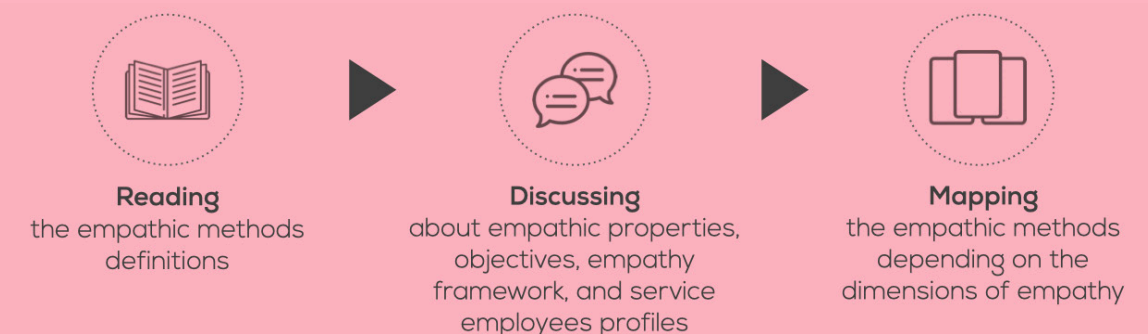 Reading
the empathic methods
definitions
Discussing
about empathic properties,
objectives, empathy
framework, and service
employees profiles
Mapping
the empathic methods
depending on the
dimensions of empathy